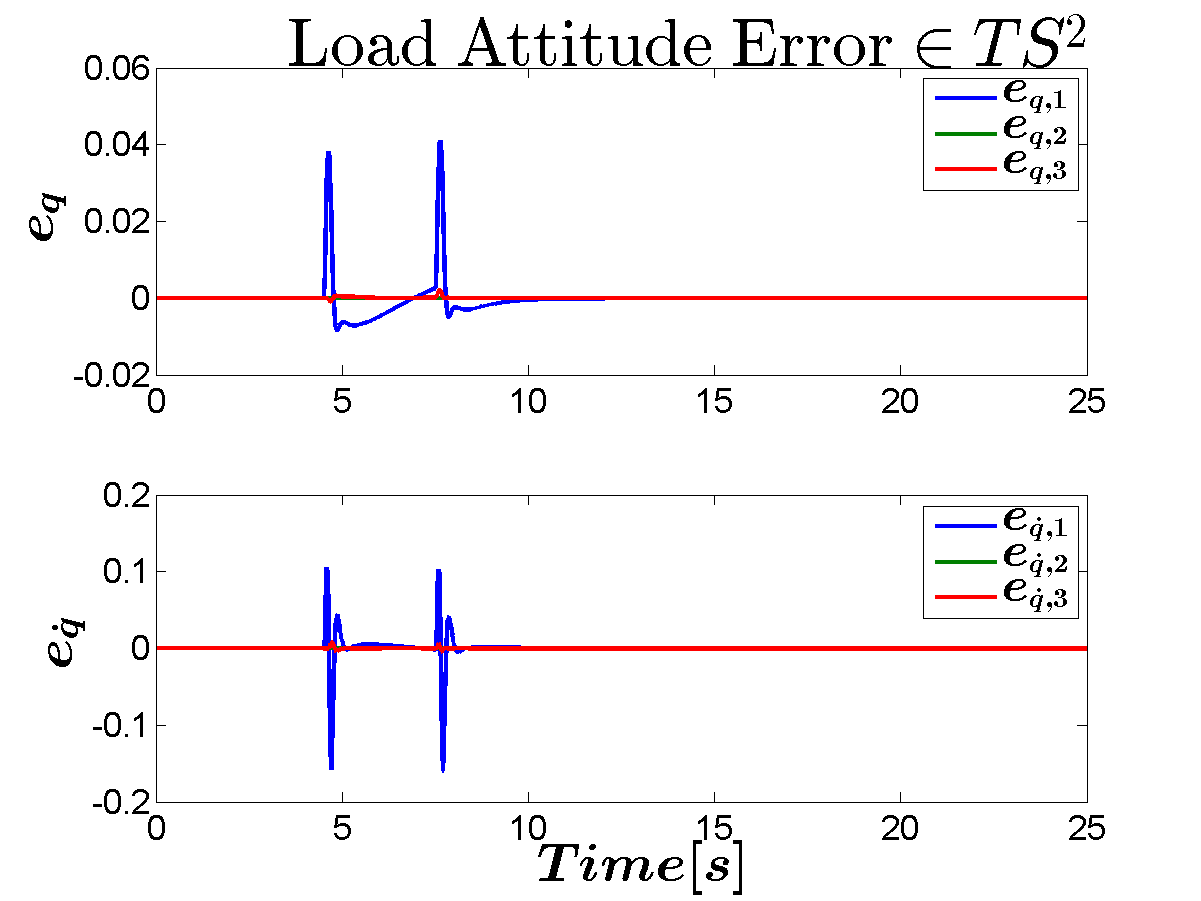 Load Attitude Error ∈ TS²
0.06
0.04
0.02
0
-0.02
e_q
e_{q,1}
e_{q,2}
e_{q,3}
0 5 10 15 20 25
0.2
0.1
0
-0.1
-0.2
e_{q̇}
e_{q̇,1}
e_{q̇,2}
e_{q̇,3}
0 5 10 15 20 25
Time[s]